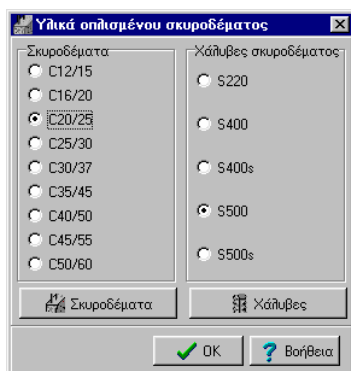 Υλικά οπλισμένου σκυροδέματος
Σκυροδέματα
C12/15
C16/20
C20/25
C25/30
C30/37
C35/45
C40/50
C45/55
C50/60
Χάλυβες σκυροδέματος
S220
S400
S400s
S500
S500s
Σκυροδέματα
Χάλυβες
OK
Βοήθεια